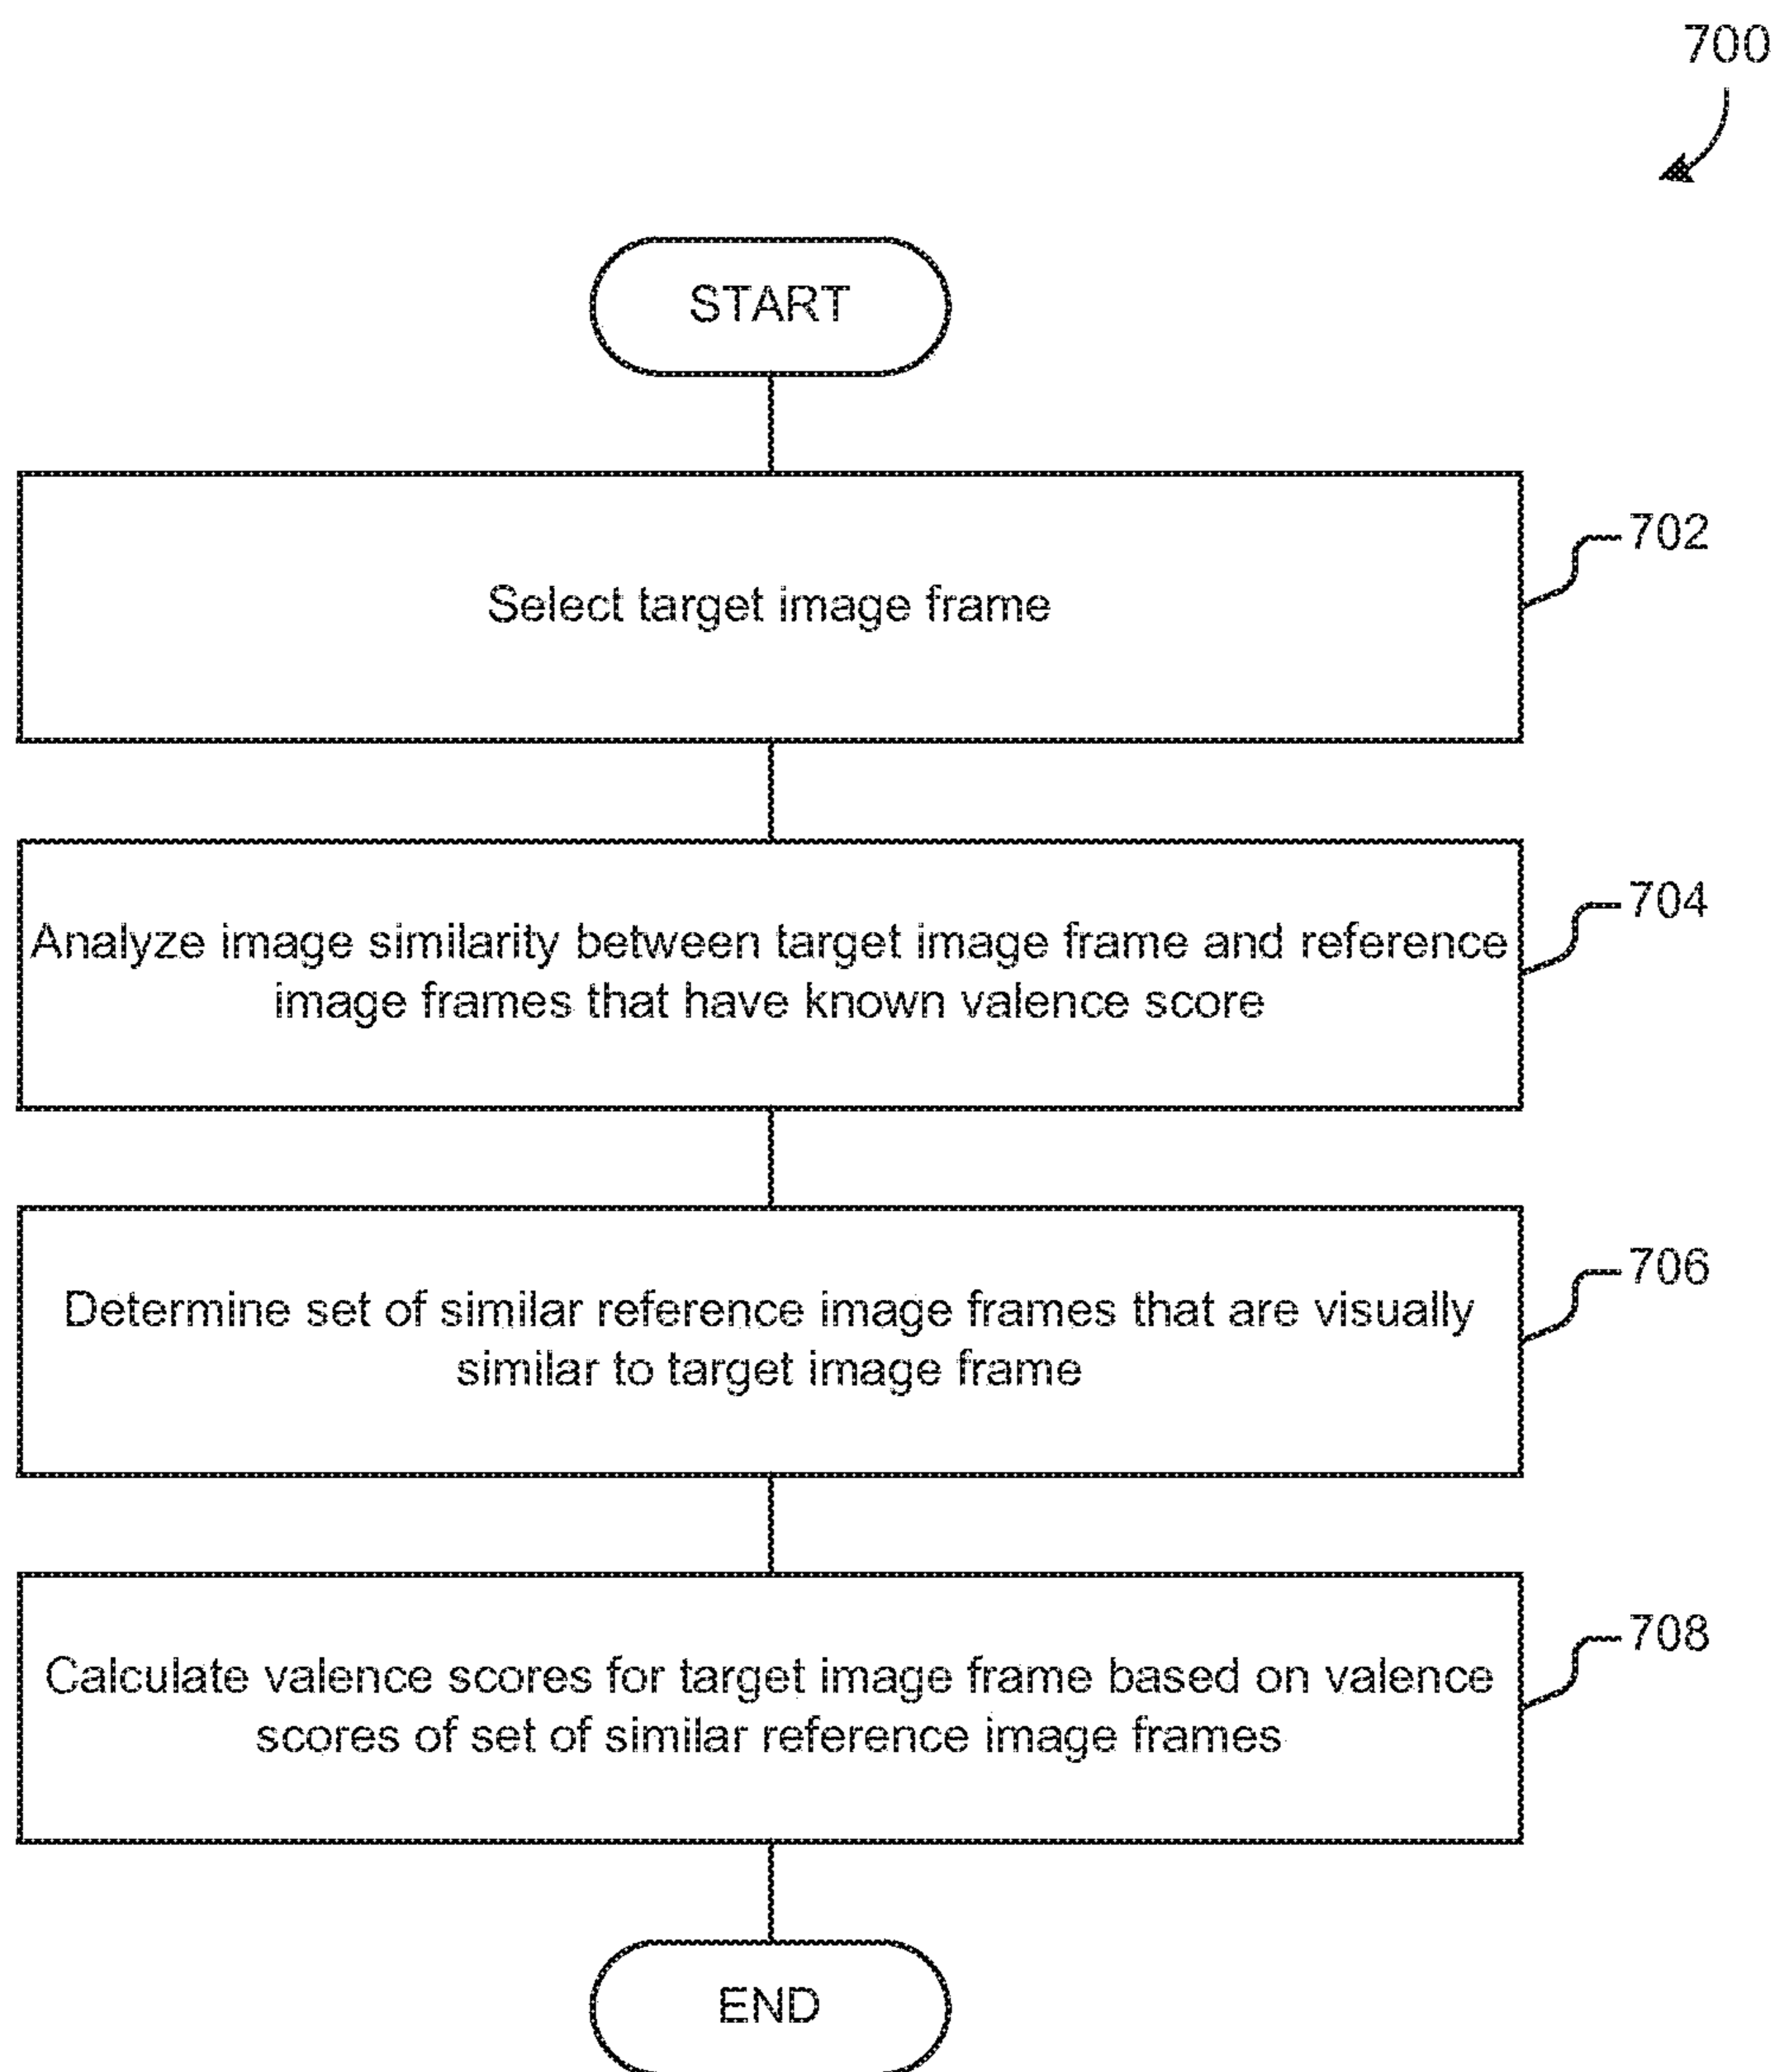 700
START
Select target image frame
702
Analyze image similarity between target image frame and reference
image frames that have known valence score
704
Determine set of similar reference image frames that are visually
similar to target image frame
706
Calculate valence scores for target image frame based on valence
scores of set of similar reference image frames
708
END